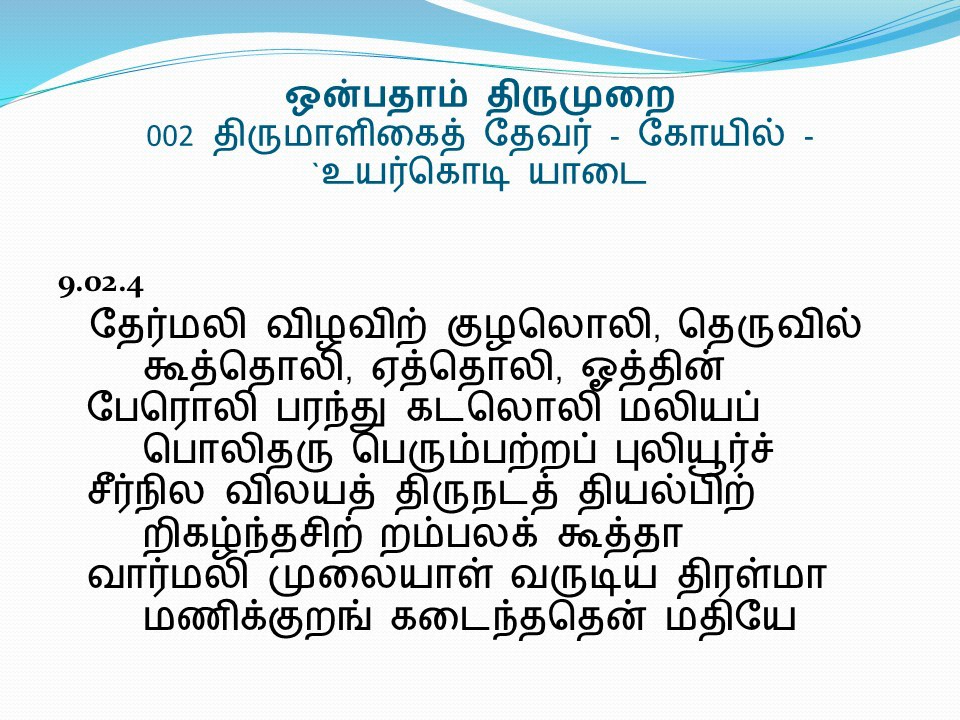 ஒன்பதாம் திருமுறை
002 திருமாளிகைத் தேவர் - கோயில் -
`உயர்கொடி யாடை
9.02.4
தேர்மலி விழவிற் குழலொலி, தெருவில்
கூத்தொலி, ஏத்தொலி, ஓத்தின்
பேரொலி பரந்து கடலொலி மலியப்
பொலிதரு பெரும்பற்றப் புலியூர்ச்
சீர்நில விலயத் திருநடத் தியல்பிற்
றிகழ்ந்தசிற் றம்பலக் கூத்தா
வார்மலி முலையாள் வருடிய திரள்மா
மணிக்குறங் கடைந்ததென் மதியே